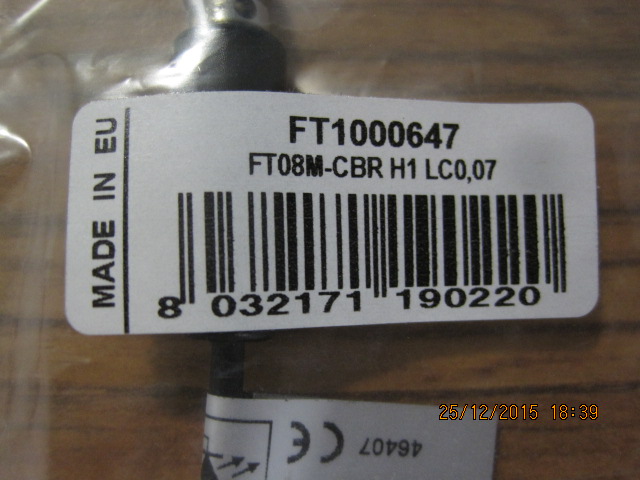 MADE IN EU
FT1000647
FT08M-CBR H1 LC0,07
8 032171 190220
CE
46407
25/12/2015 18:39